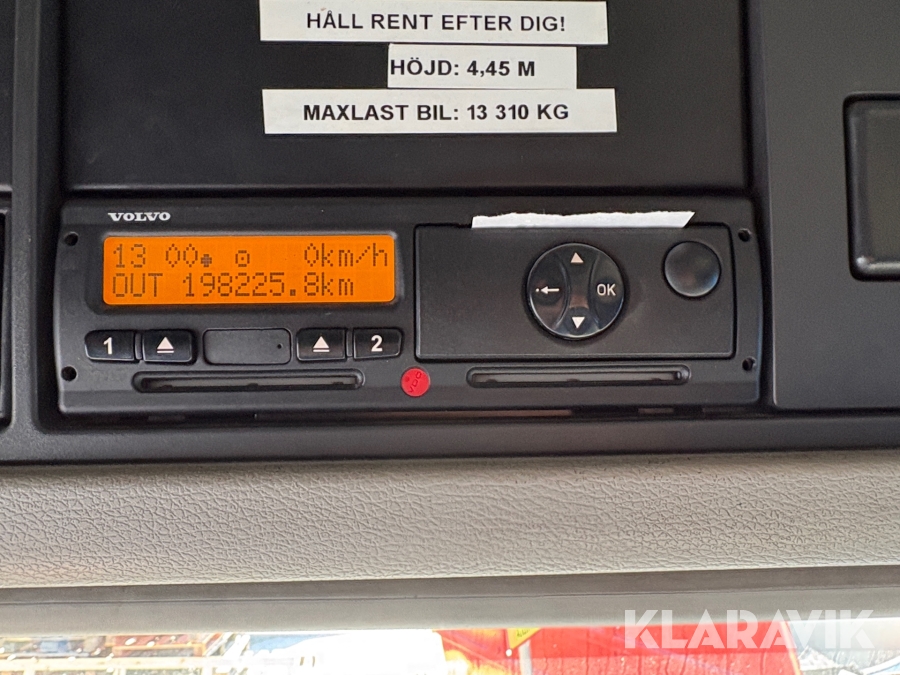 HÅLL RENT EFTER DIG!
HÖJD: 4,45 M
MAXLAST BIL: 13 310 KG
VOLVO
13 00 0km/h
OUT 198225.8km
1 2
OK
VDO
KLARAVIK